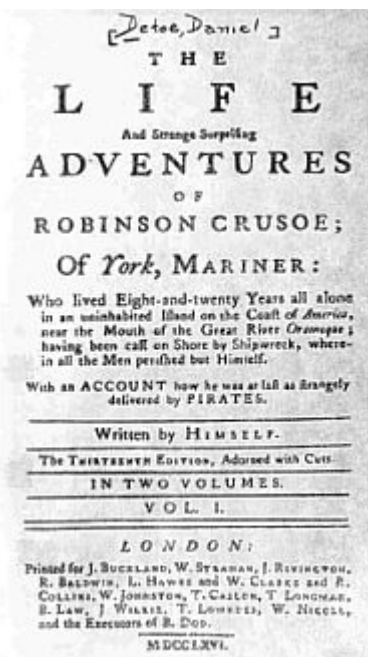 [Defoe, Daniel]
THE
LIFE
And Strange Surprising
ADVENTURES
OF
ROBINSON CRUSOE;
Of York, MARINER:
Who lived Eight-and-twenty Years all alone
in an uninhabited Island on the Coast of America,
near the Mouth of the Great River Oroonoque;
having been cast on Shore by Shipwreck, where-
in all the Men perished but Himself.
With an ACCOUNT how he was at last as strangely
delivered by PIRATES.
Written by HIMSELF.
The THIRTEENTH EDITION, Adorned with Cuts
IN TWO VOLUMES.
VOL. I.
LONDON:
Printed for J. BUCKLAND, W. STRAHAN, J. RIVINGTON,
R. BALDWIN, L. HAWES and W. CLARKE and R.
COLLINS, W. JOHNSTON, T. CASLON, T LONGMAN,
B. LAW, J WILKIE, T. LOWNDES, W. NICOLL,
and the Executors of B. DOD.
MDCCLXVI.